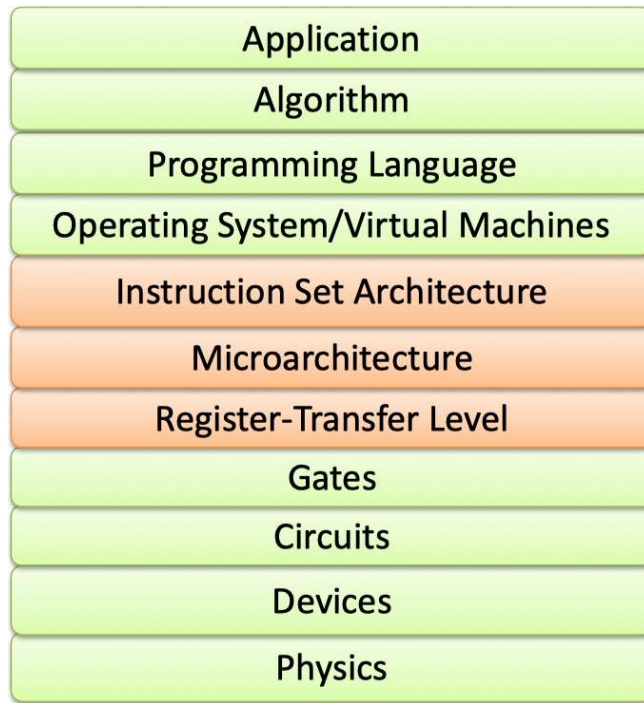 Application
Algorithm
Programming Language
Operating System/Virtual Machines
Instruction Set Architecture
Microarchitecture
Register-Transfer Level
Gates
Circuits
Devices
Physics